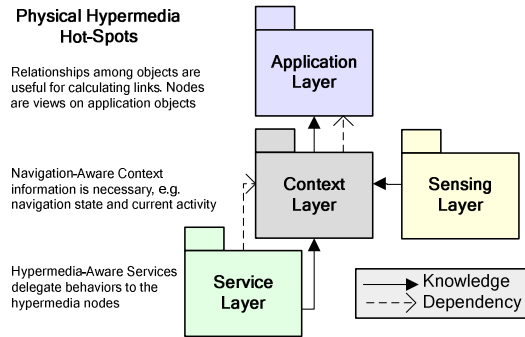 Physical Hypermedia
Hot-Spots
Relationships among objects are
useful for calculating links. Nodes
are views on application objects
Application
Layer
Navigation-Aware Context
information is necessary, e.g.
navigation state and current activity
Context
Layer
Sensing
Layer
Hypermedia-Aware Services
delegate behaviors to the
hypermedia nodes
Service
Layer
Knowledge
Dependency